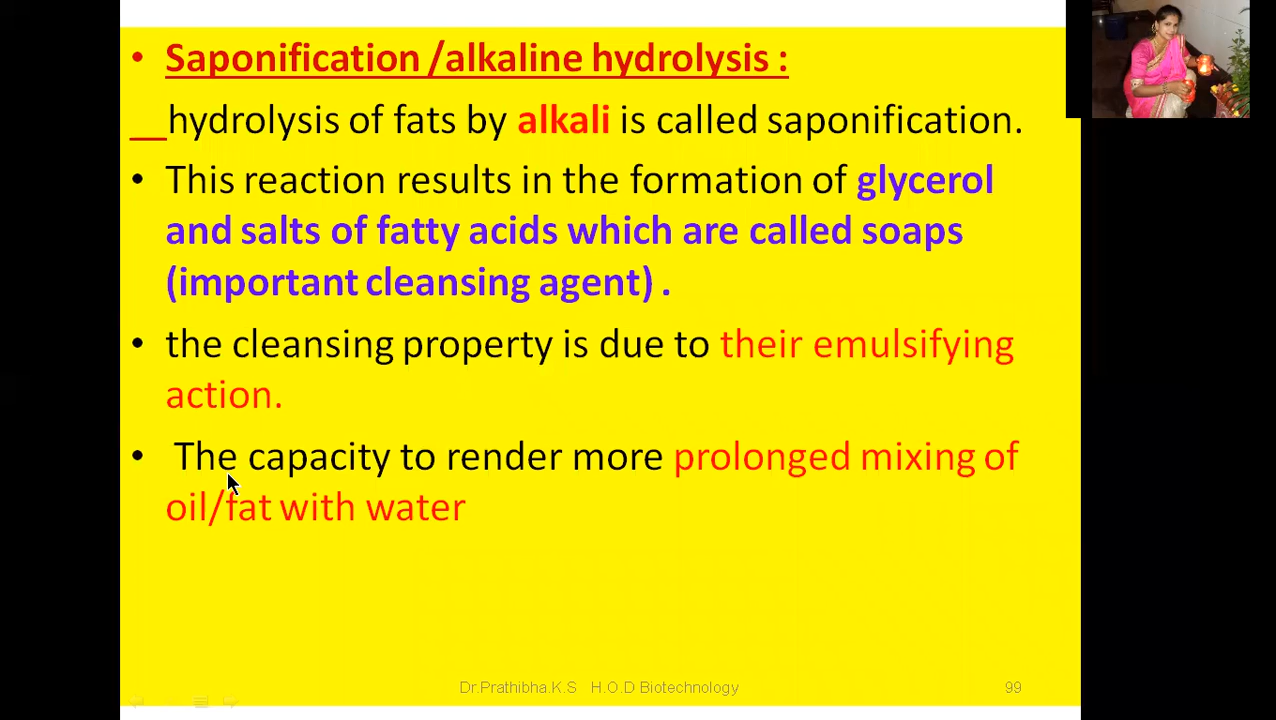 • Saponification /alkaline hydrolysis :
__hydrolysis of fats by alkali is called saponification.
• This reaction results in the formation of glycerol
and salts of fatty acids which are called soaps
(important cleansing agent) .
• the cleansing property is due to their emulsifying
action.
• The capacity to render more prolonged mixing of
oil/fat with water
Dr.Prathibha.K.S H.O.D Biotechnology 99